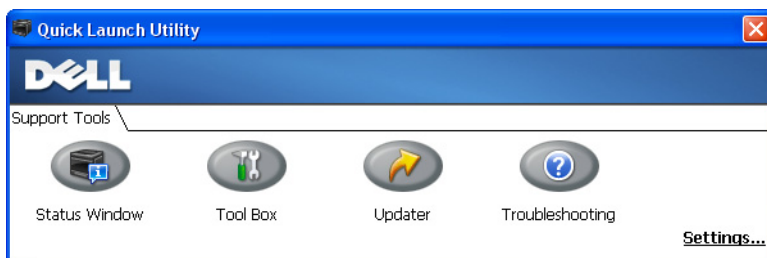 Quick Launch Utility
DELL
Support Tools
Status Window
Tool Box
Updater
Troubleshooting
Settings...